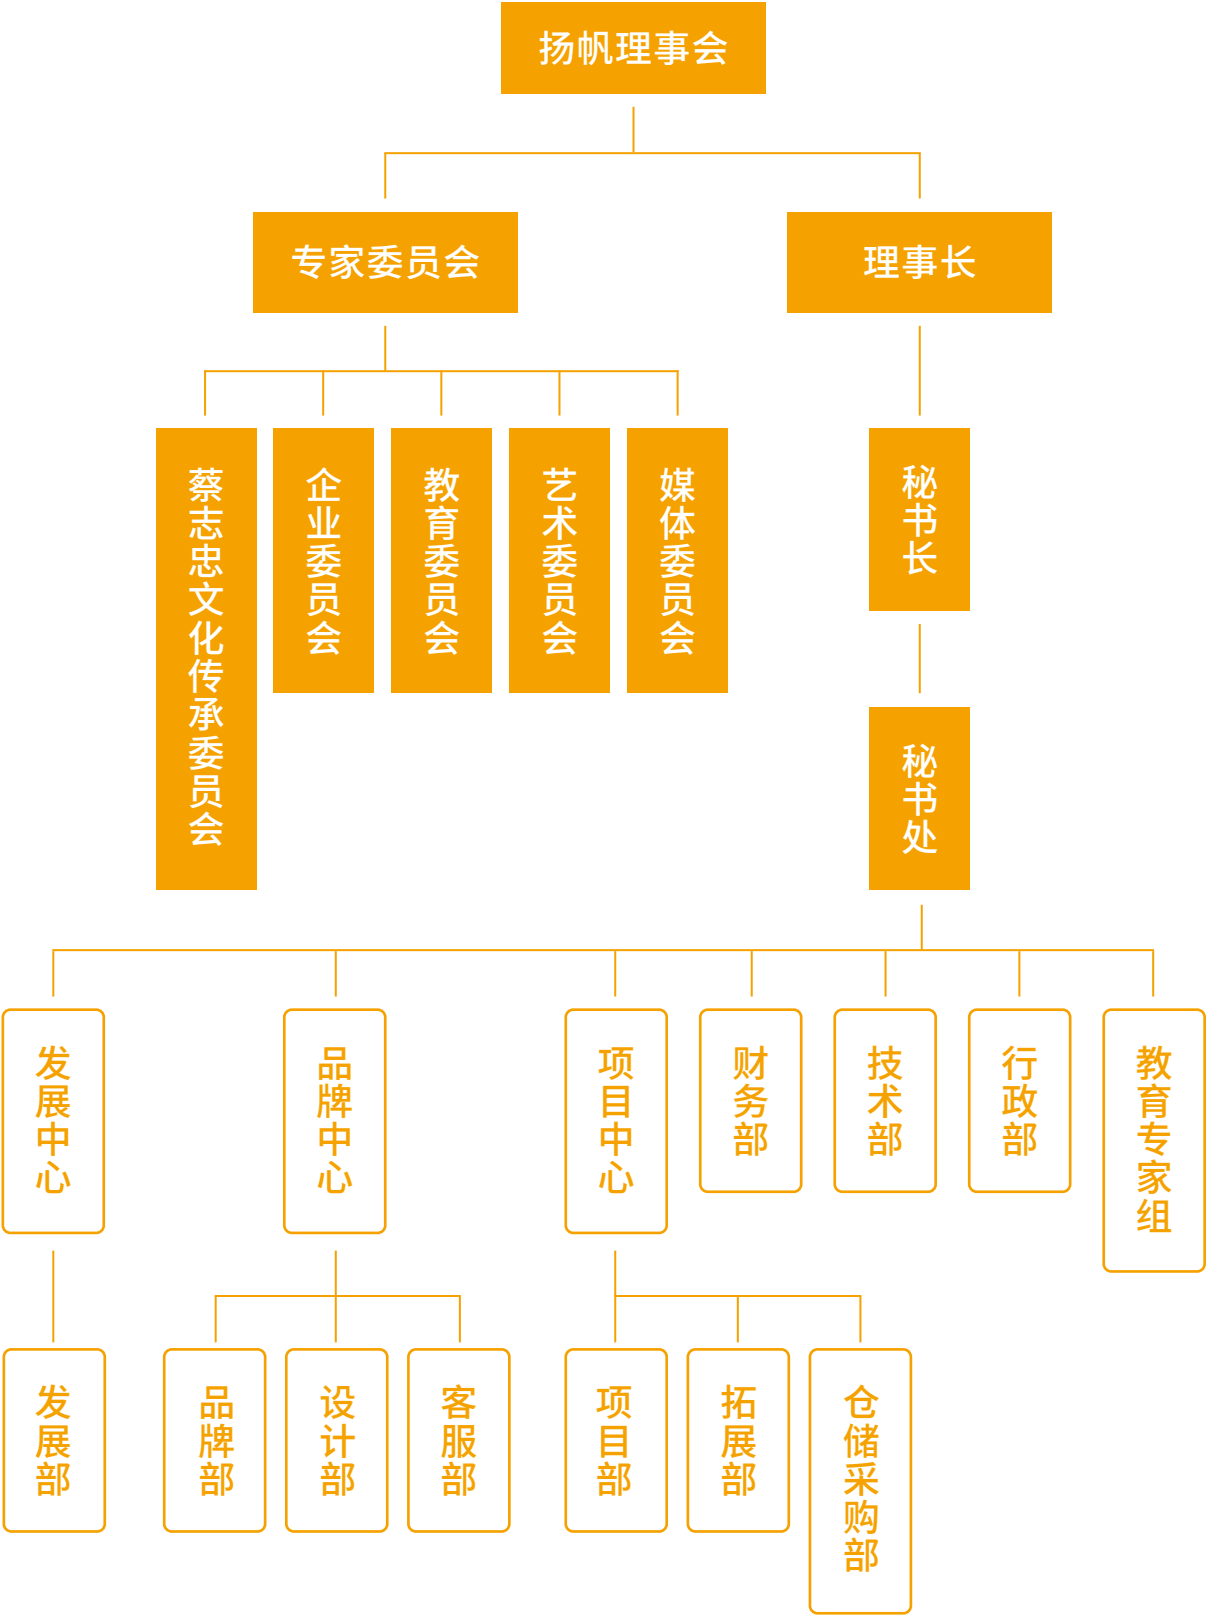 扬帆理事会
专家委员会
理事长
蔡志忠文化传承委员会
企业委员会
教育委员会
艺术委员会
媒体委员会
秘书长
秘书处
发展中心
品牌中心
项目中心
财务部
技术部
行政部
教育专家组
发展部
品牌部
设计部
客服部
项目部
拓展部
仓储采购部